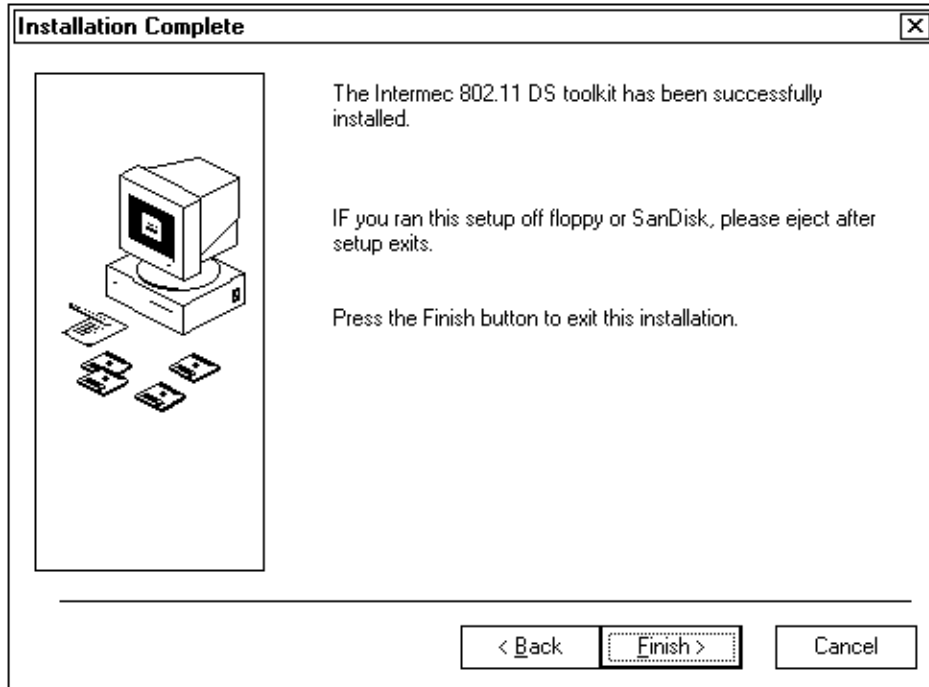 Installation Complete
The Intermec 802.11 DS toolkit has been successfully
installed.
IF you ran this setup off floppy or SanDisk, please eject after
setup exits.
Press the Finish button to exit this installation.
< Back
Finish >
Cancel